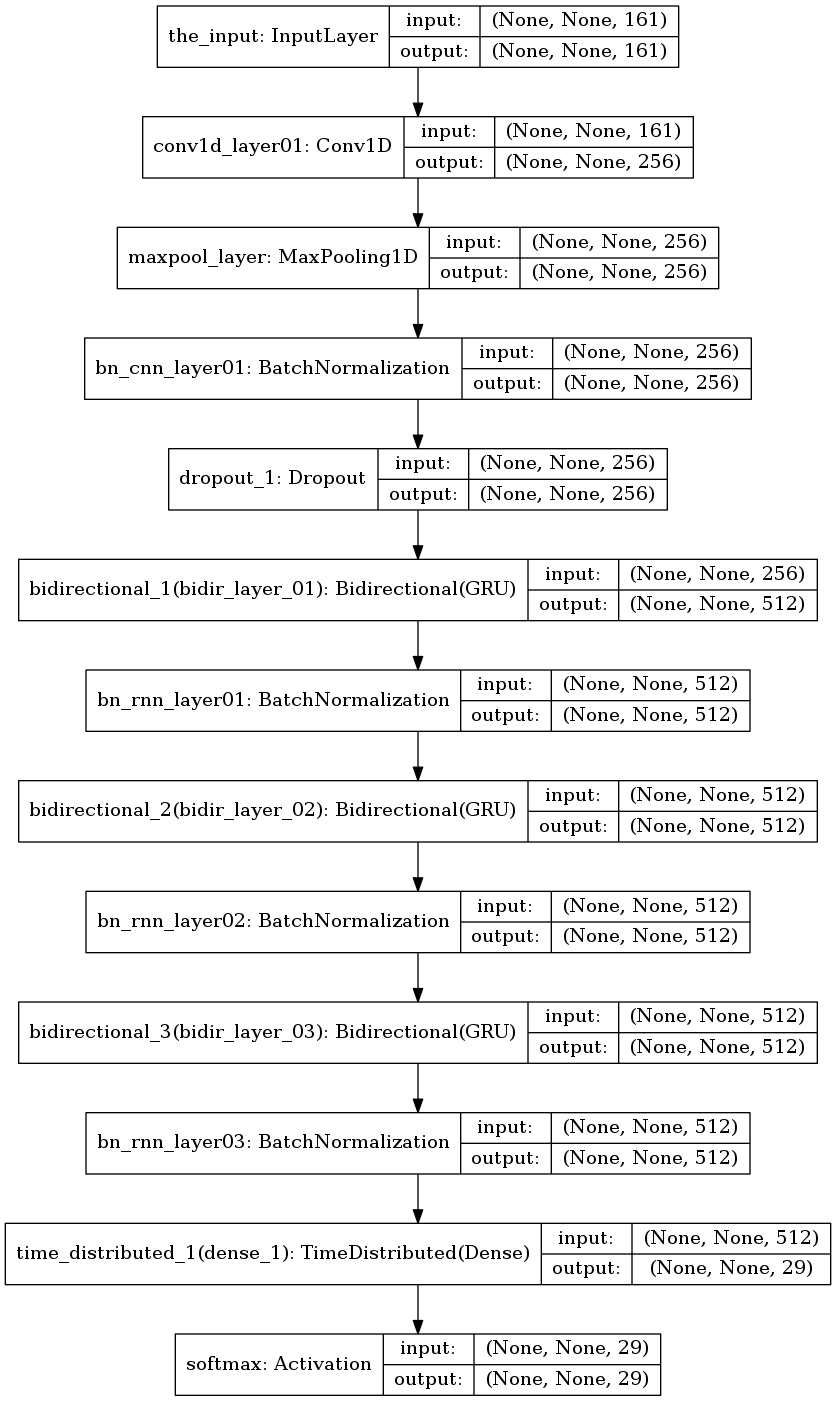 the_input: InputLayer
input: (None, None, 161)
output: (None, None, 161)
conv1d_layer01: Conv1D
input: (None, None, 161)
output: (None, None, 256)
maxpool_layer: MaxPooling1D
input: (None, None, 256)
output: (None, None, 256)
bn_cnn_layer01: BatchNormalization
input: (None, None, 256)
output: (None, None, 256)
dropout_1: Dropout
input: (None, None, 256)
output: (None, None, 256)
bidirectional_1(bidir_layer_01): Bidirectional(GRU)
input: (None, None, 256)
output: (None, None, 512)
bn_rnn_layer01: BatchNormalization
input: (None, None, 512)
output: (None, None, 512)
bidirectional_2(bidir_layer_02): Bidirectional(GRU)
input: (None, None, 512)
output: (None, None, 512)
bn_rnn_layer02: BatchNormalization
input: (None, None, 512)
output: (None, None, 512)
bidirectional_3(bidir_layer_03): Bidirectional(GRU)
input: (None, None, 512)
output: (None, None, 512)
bn_rnn_layer03: BatchNormalization
input: (None, None, 512)
output: (None, None, 512)
time_distributed_1(dense_1): TimeDistributed(Dense)
input: (None, None, 512)
output: (None, None, 29)
softmax: Activation
input: (None, None, 29)
output: (None, None, 29)